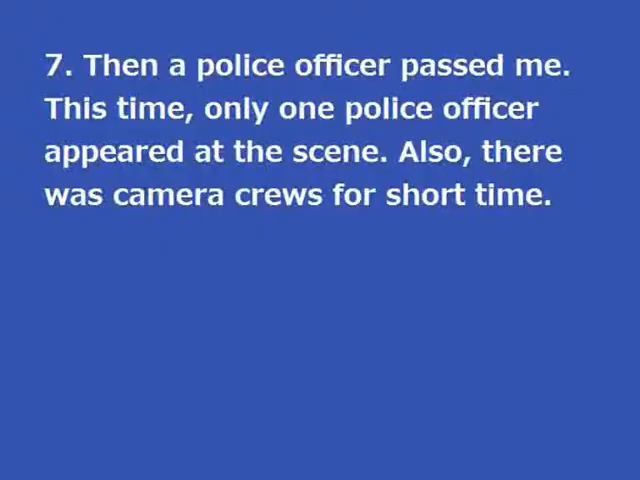 7. Then a police officer passed me.
This time, only one police officer
appeared at the scene. Also, there
was camera crews for short time.